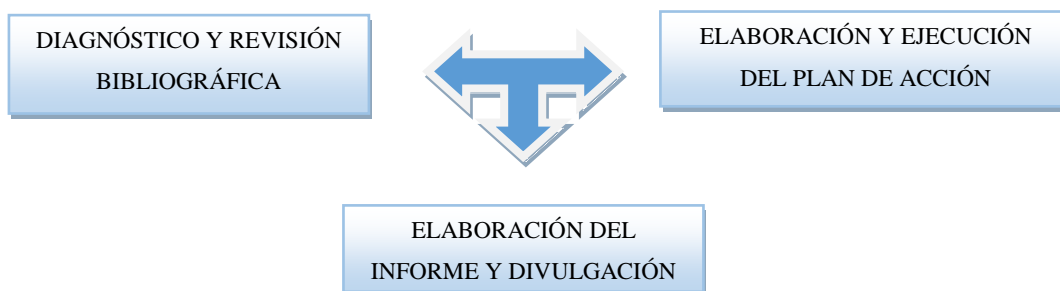 DIAGNÓSTICO Y REVISIÓN
BIBLIOGRÁFICA
ELABORACIÓN Y EJECUCIÓN
DEL PLAN DE ACCIÓN
ELABORACIÓN DEL
INFORME Y DIVULGACIÓN